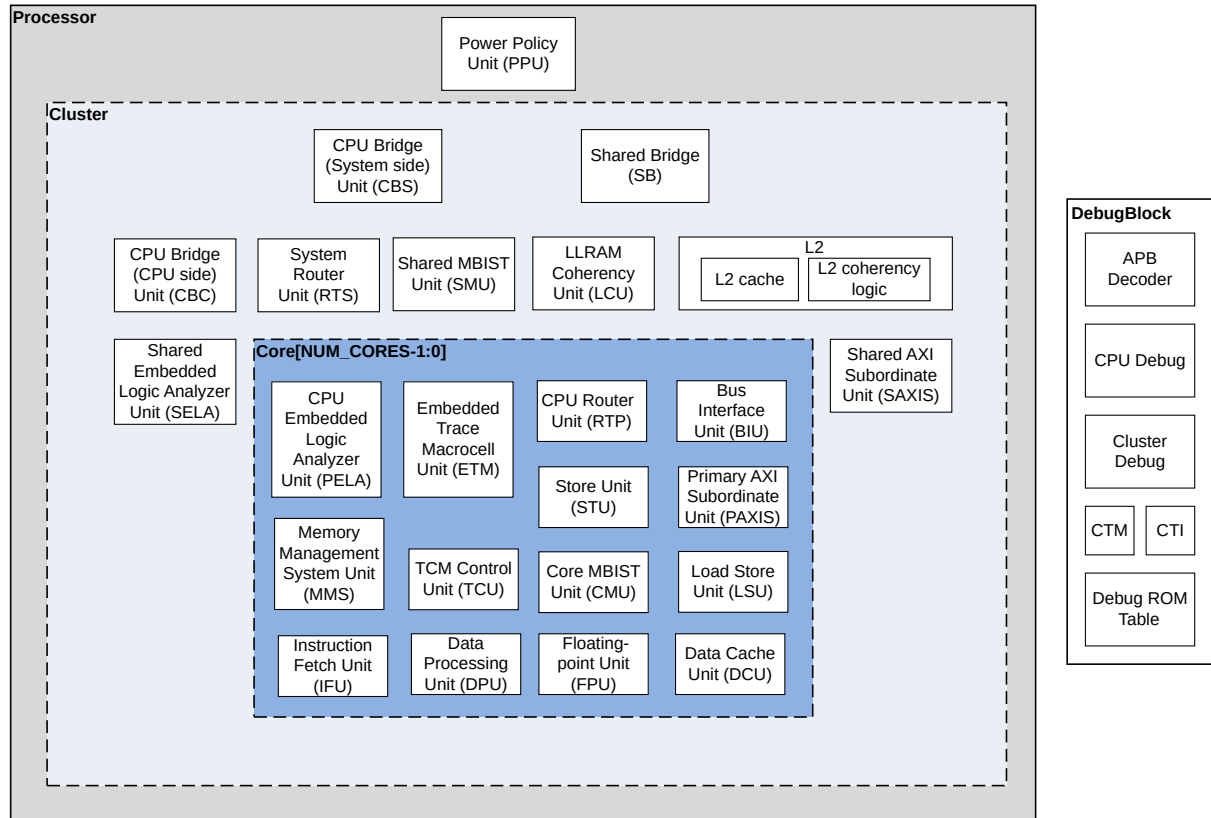 Processor
Power Policy
Unit (PPU)
Cluster
CPU Bridge
(System side)
Unit (CBS)
Shared Bridge
(SB)
CPU Bridge
(CPU side)
Unit (CBC)
System
Router
Unit (RTS)
Shared MBIST
Unit (SMU)
LLRAM
Coherency
Unit (LCU)
L2
L2 cache
L2 coherency
logic
Shared
Embedded
Logic Analyzer
Unit (SELA)
Core[NUM_CORES-1:0]
CPU
Embedded
Logic
Analyzer
Unit (PELA)
Embedded
Trace
Macrocell
Unit (ETM)
CPU Router
Unit (RTP)
Bus
Interface
Unit (BIU)
Store Unit
(STU)
Primary AXI
Subordinate
Unit (PAXIS)
Memory
Management
System Unit
(MMS)
TCM Control
Unit (TCU)
Core MBIST
Unit (CMU)
Load Store
Unit (LSU)
Instruction
Fetch Unit
(IFU)
Data
Processing
Unit (DPU)
Floating-
point Unit
(FPU)
Data Cache
Unit (DCU)
Shared AXI
Subordinate
Unit (SAXIS)
DebugBlock
APB
Decoder
CPU Debug
Cluster
Debug
CTM
CTI
Debug ROM
Table